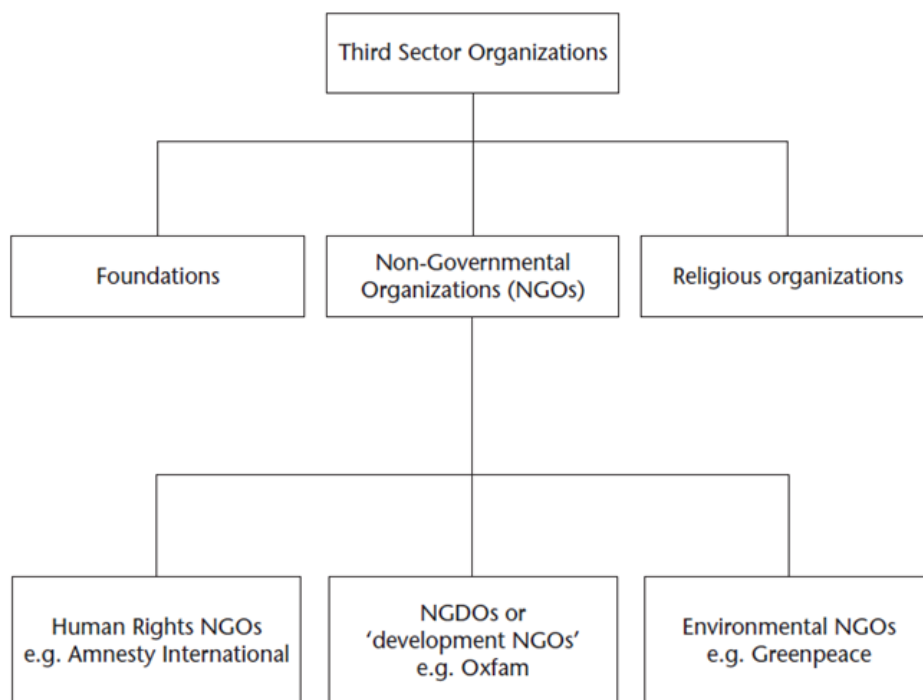 Third Sector Organizations
Foundations
Non-Governmental
Organizations (NGOs)
Religious organizations
Human Rights NGOs
e.g. Amnesty International
NGDOs or
‘development NGOs’
e.g. Oxfam
Environmental NGOs
e.g. Greenpeace